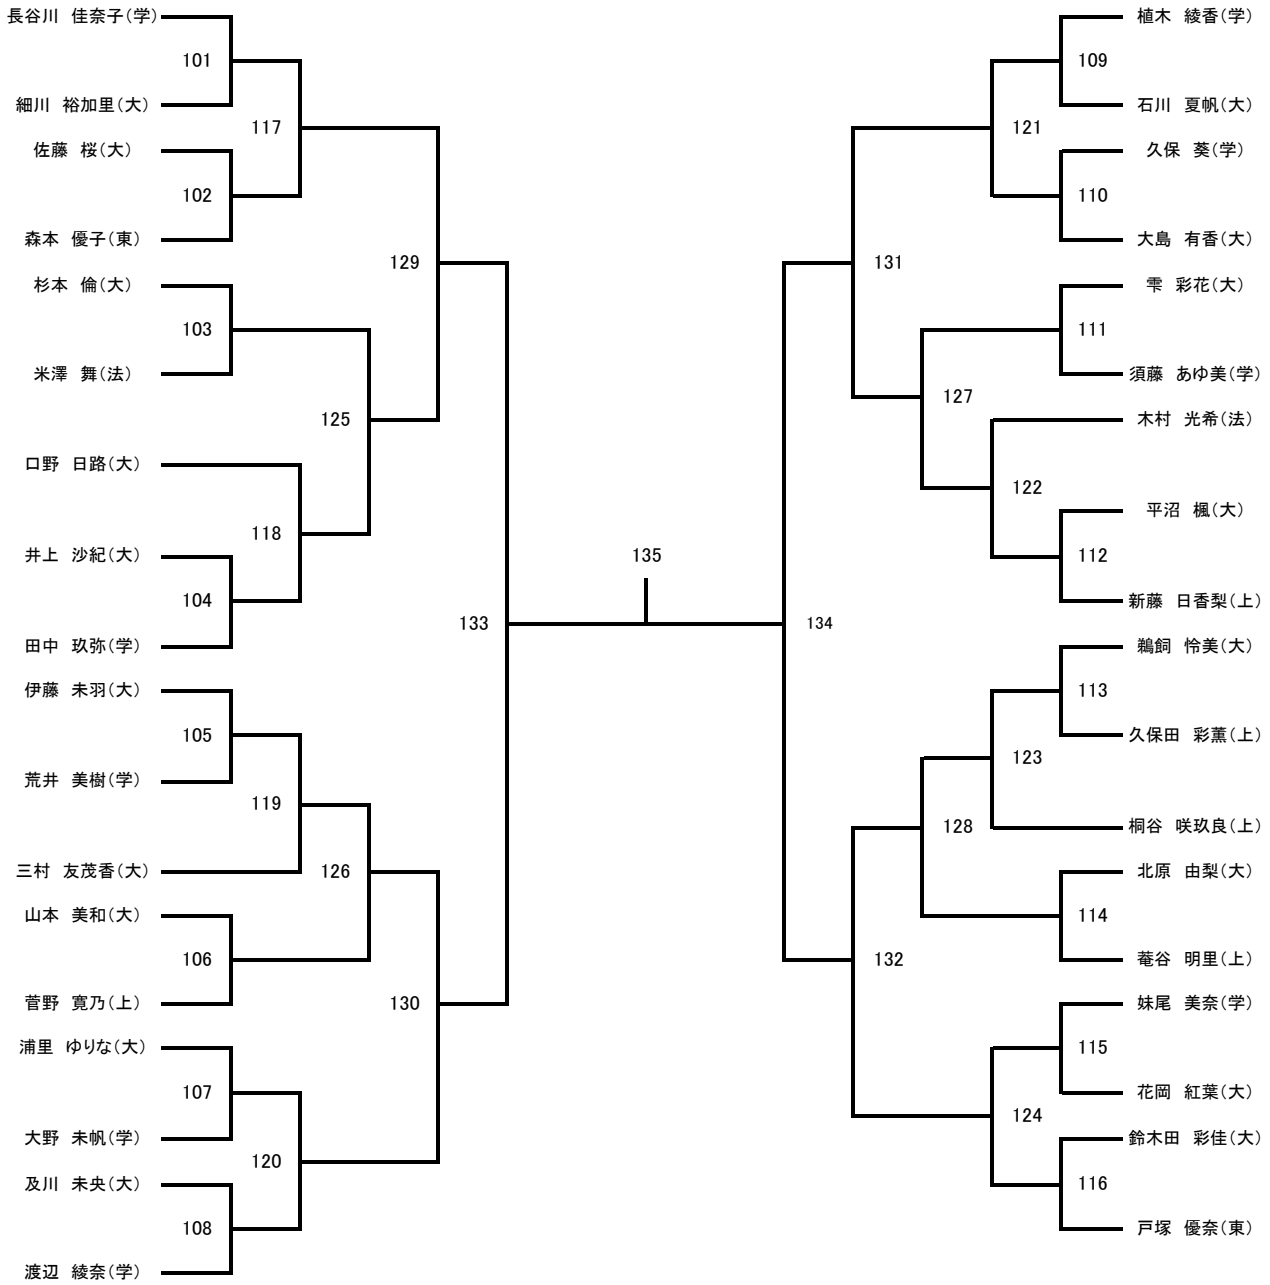 長谷川 佳奈子(学)
101
細川 裕加里(大)
117
佐藤 桜(大)
102
森本 優子(東)
129
杉本 倫(大)
103
米澤 舞(法)
125
口野 日路(大)
118
井上 沙紀(大)
104
田中 玖弥(学)
133
伊藤 未羽(大)
105
荒井 美樹(学)
119
三村 友茂香(大)
126
山本 美和(大)
106
菅野 寛乃(上)
130
浦里 ゆりな(大)
107
大野 未帆(学)
120
及川 未央(大)
108
渡辺 綾奈(学)
135
植木 綾香(学)
109
石川 夏帆(大)
121
久保 葵(学)
110
大島 有香(大)
131
雫 彩花(大)
111
須藤 あゆ美(学)
127
木村 光希(法)
122
平沼 楓(大)
112
新藤 日香梨(上)
134
鵜飼 怜美(大)
113
久保田 彩薫(上)
123
桐谷 咲玖良(上)
128
北原 由梨(大)
114
菴谷 明里(上)
132
妹尾 美奈(学)
115
花岡 紅葉(大)
124
鈴木田 彩佳(大)
116
戸塚 優奈(東)